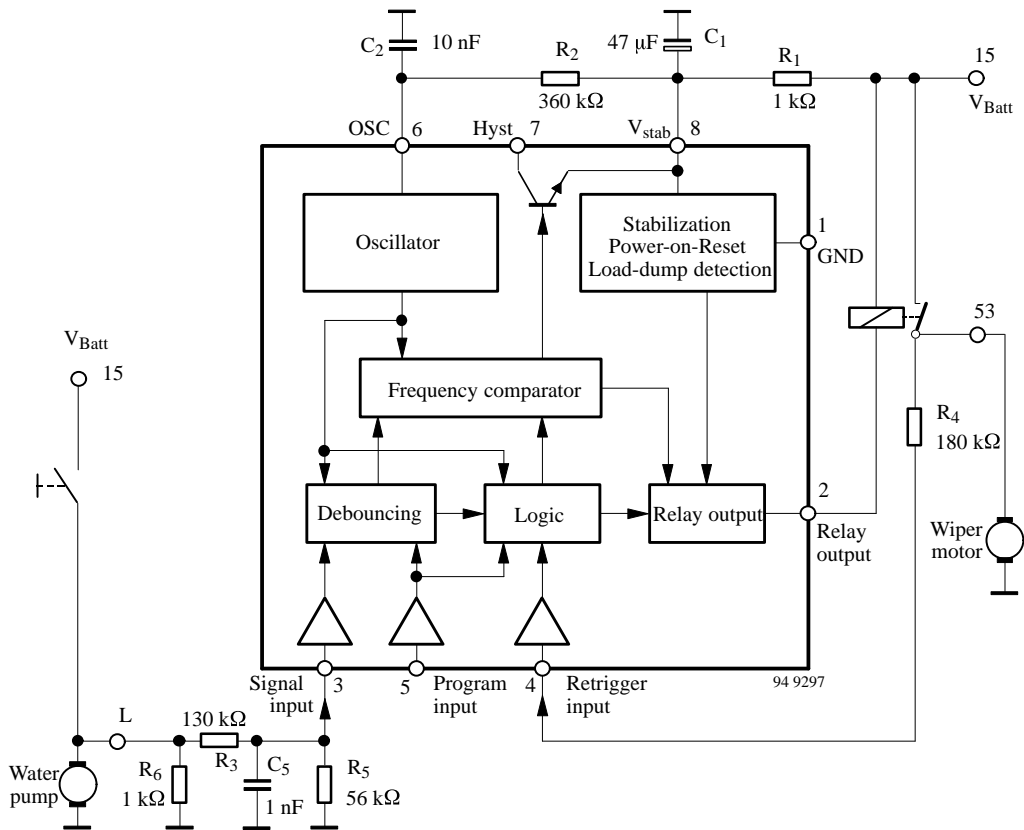 C2
10 nF
R2
360 kΩ
47 µF
C1
R1
1 kΩ
15
VBatt
OSC
6
Hyst
7
Vstab
8
Oscillator
Stabilization
Power-on-Reset
Load-dump detection
1
GND
53
VBatt
15
Frequency comparator
R4
180 kΩ
Debouncing
Logic
Relay output
2
Relay
output
Wiper
motor
Signal
input
3
5
Program
input
4
Retrigger
input
94 9297
L
130 kΩ
R3
C5
1 nF
R5
56 kΩ
R6
1 kΩ
Water
pump